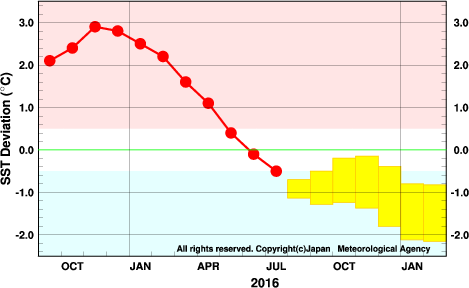 3.0 3.0
2.0 2.0
1.0 1.0
0.0 0.0
-1.0 -1.0
-2.0 -2.0
SST Deviation (°C)
All rights reserved. Copyright(c)Japan Meteorological Agency
OCT JAN APR JUL OCT JAN
2016